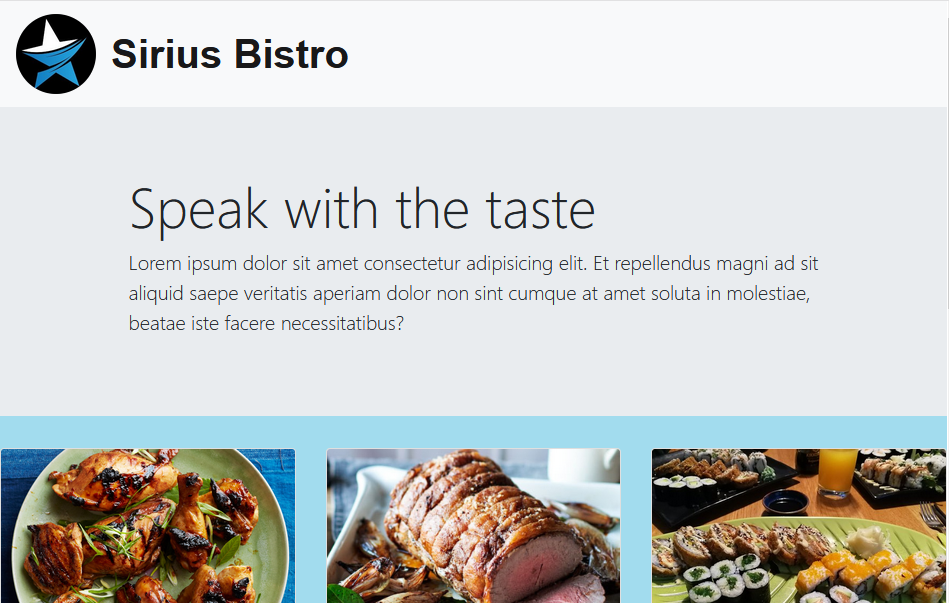 Sirius Bistro
Speak with the taste
Lorem ipsum dolor sit amet consectetur adipisicing elit. Et repellendus magni ad sit
aliquid saepe veritatis aperiam dolor non sint cumque at amet soluta in molestiae,
beatae iste facere necessitatibus?